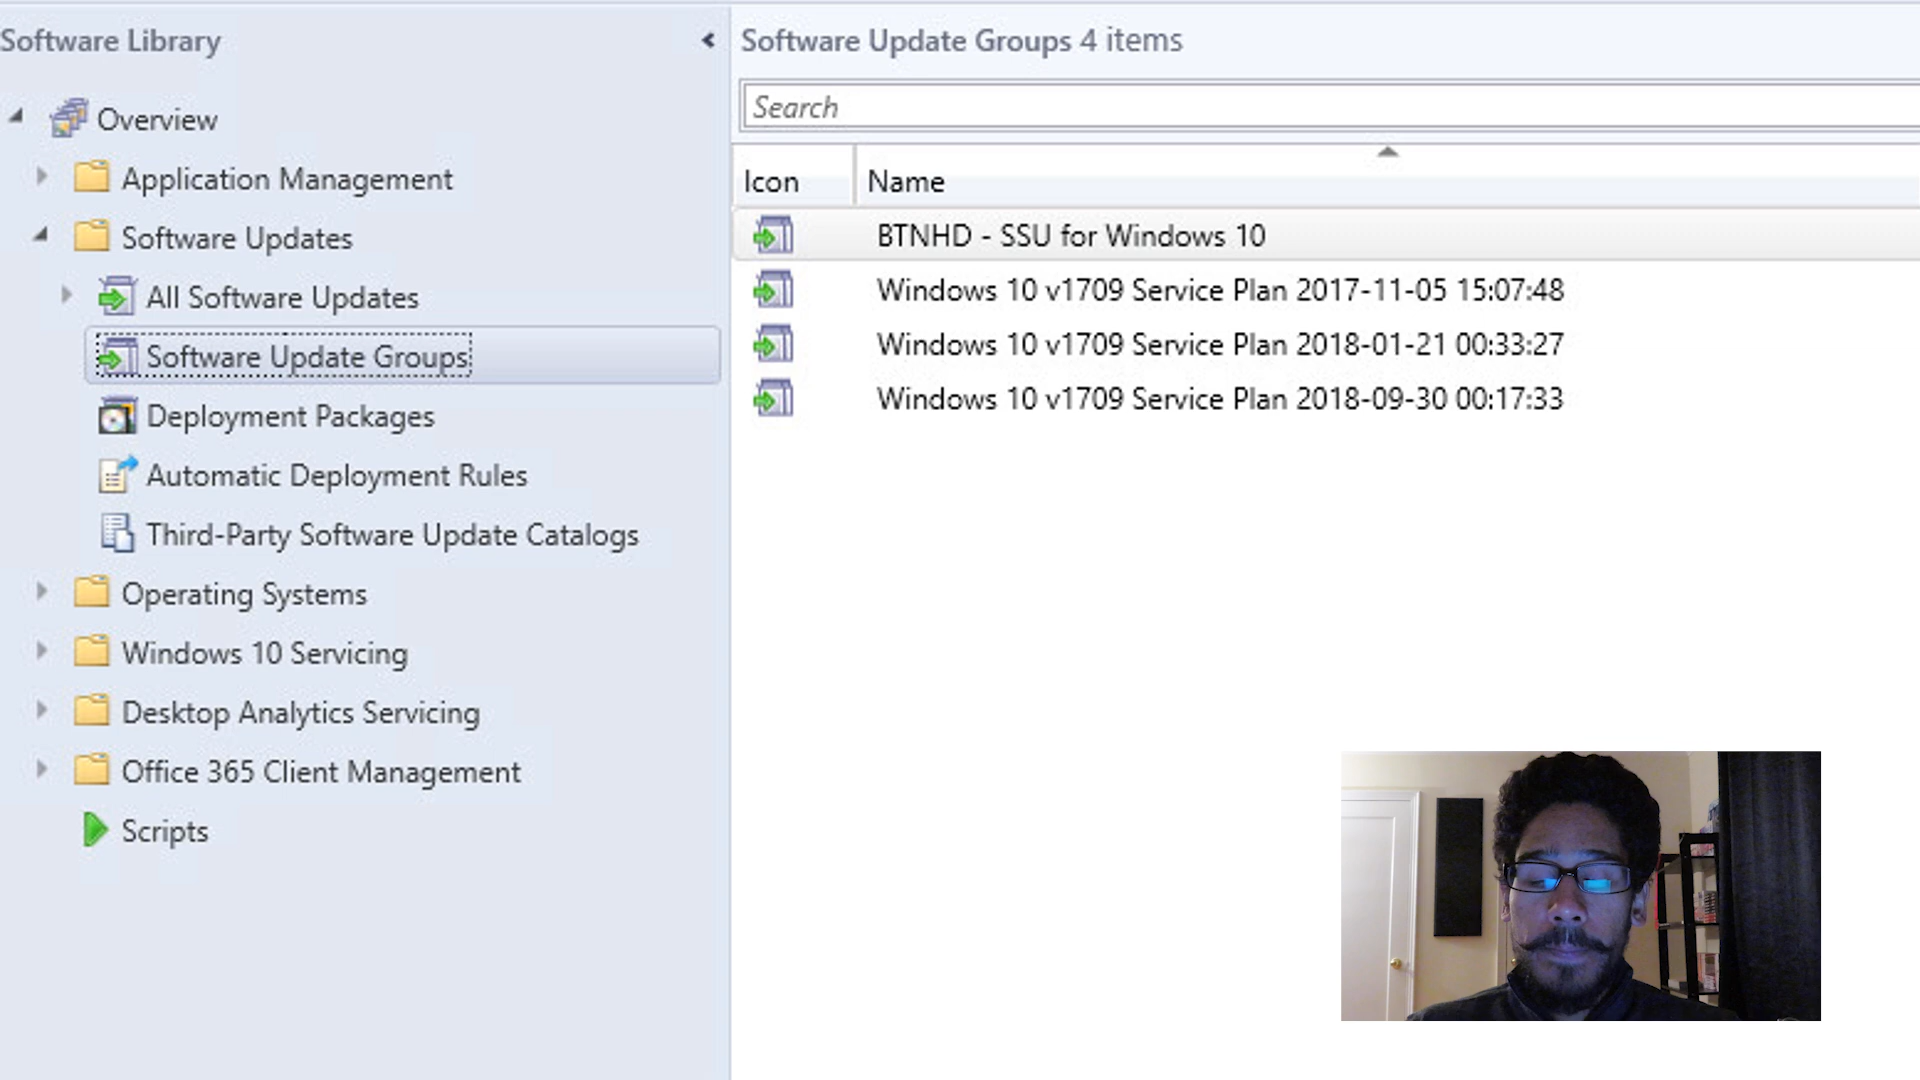 Software Library
Overview
Application Management
Software Updates
All Software Updates
Software Update Groups
Deployment Packages
Automatic Deployment Rules
Third-Party Software Update Catalogs
Operating Systems
Windows 10 Servicing
Desktop Analytics Servicing
Office 365 Client Management
Scripts
Software Update Groups 4 items
Search
Icon Name
BTNHD - SSU for Windows 10
Windows 10 v1709 Service Plan 2017-11-05 15:07:48
Windows 10 v1709 Service Plan 2018-01-21 00:33:27
Windows 10 v1709 Service Plan 2018-09-30 00:17:33